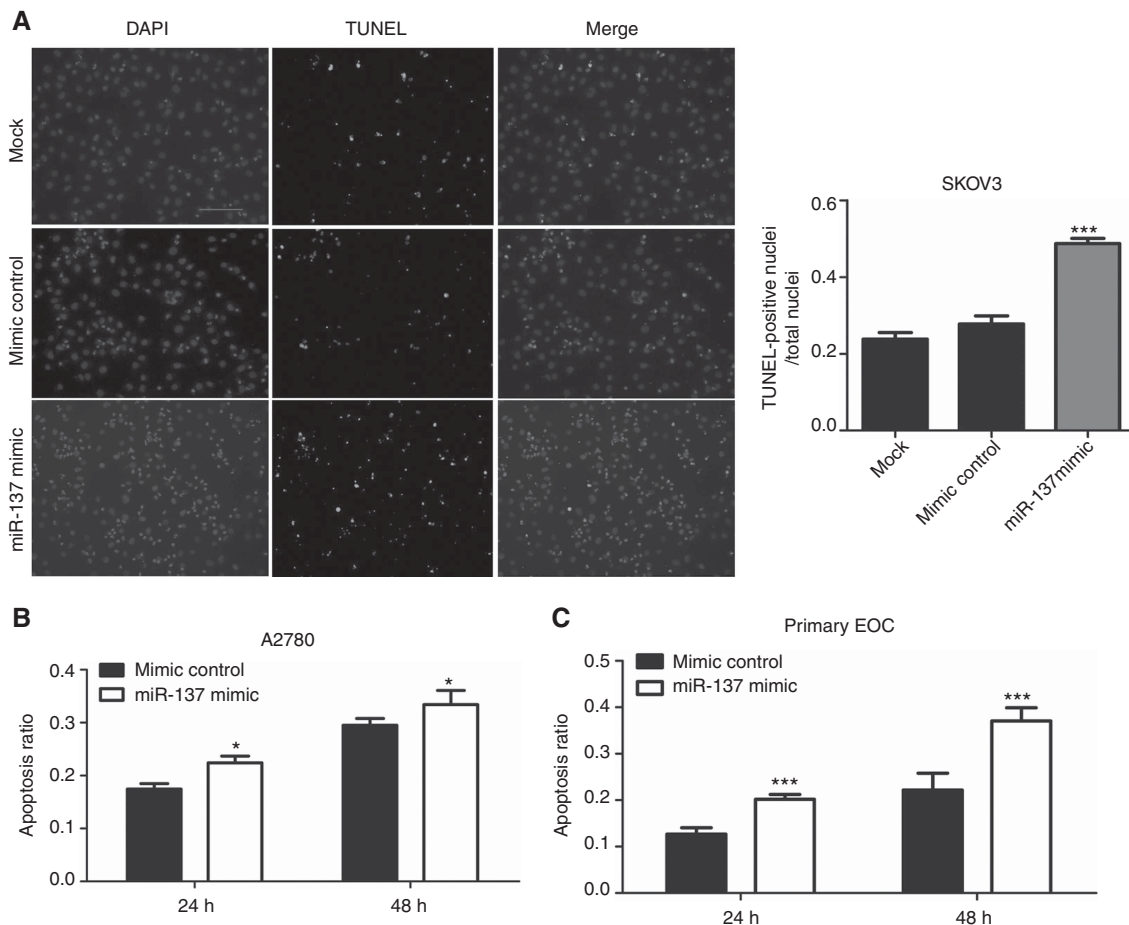 A
DAPI
TUNEL
Merge
Mock
Mimic control
miR-137 mimic
SKOV3
TUNEL-positive nuclei
/total nuclei
0.6
0.4
0.2
0.0
Mock
Mimic control
miR-137mimic
***
B
A2780
Mimic control
miR-137 mimic
Apoptosis ratio
0.4
0.3
0.2
0.1
0.0
*
*
24 h
48 h
C
Primary EOC
Mimic control
miR-137 mimic
Apoptosis ratio
0.5
0.4
0.3
0.2
0.1
0.0
***
***
24 h
48 h